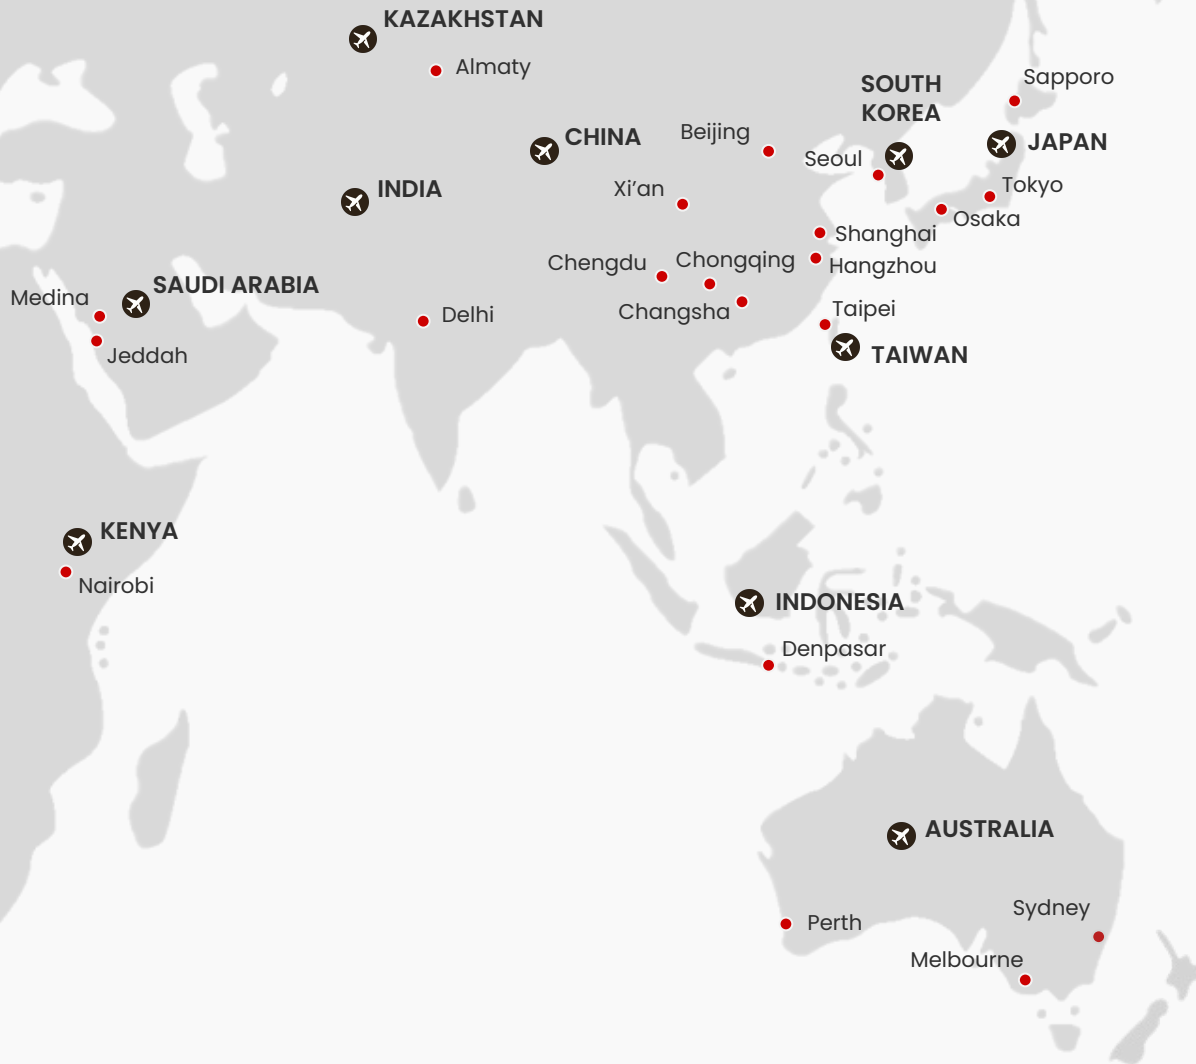 KAZAKHSTAN
Almaty
SOUTH
KOREA
Sapporo
CHINA
Beijing
JAPAN
Seoul
INDIA
Xi’an
Tokyo
Osaka
Shanghai
Chengdu
Chongqing
Hangzhou
SAUDI ARABIA
Medina
Changsha
Taipei
Delhi
Jeddah
TAIWAN
KENYA
Nairobi
INDONESIA
Denpasar
AUSTRALIA
Sydney
Perth
Melbourne